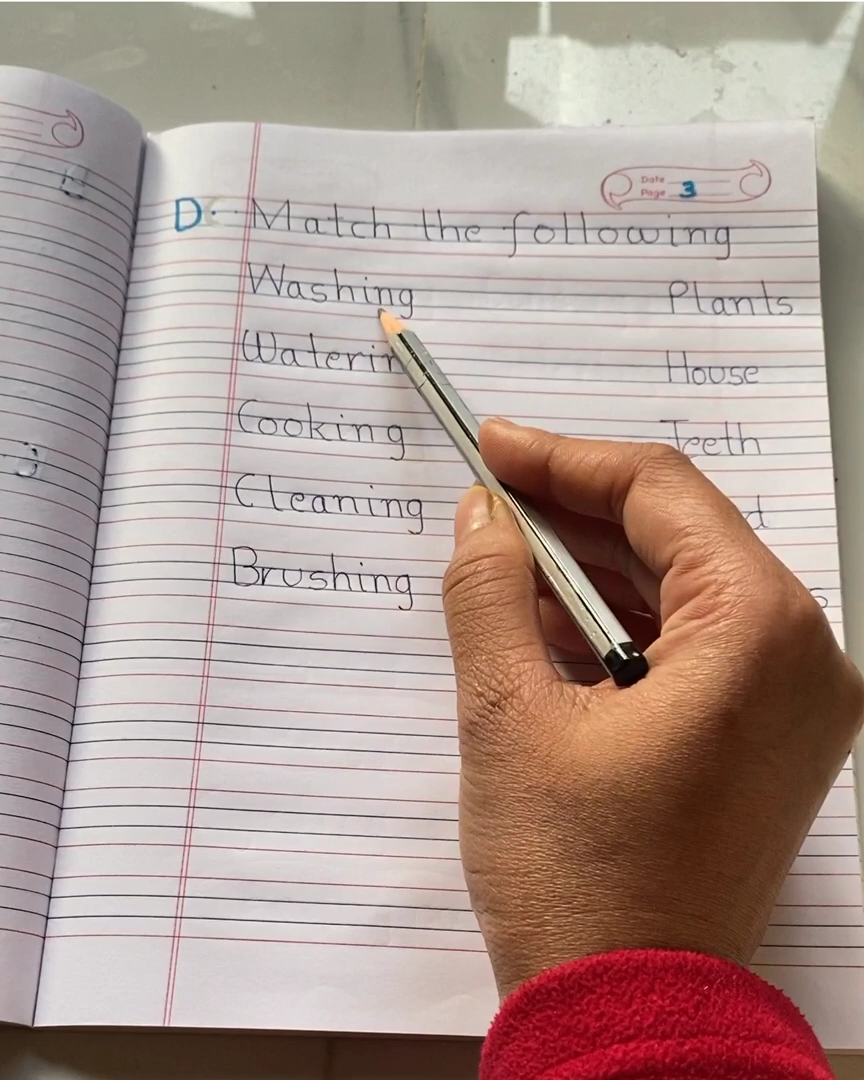 Date
Page 3
D. Match the following
Washing Plants
House
Cooking Teeth
Cleaning
Brushing